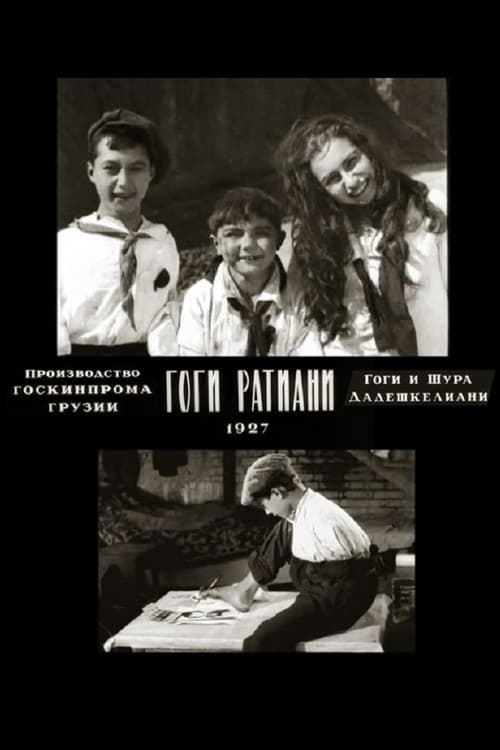 Производство
ГОСКИНПРОМА
ГРУЗИИ
ГОГИ РАТИАНИ
1927
Гоги и Шура
Дадешкелиани